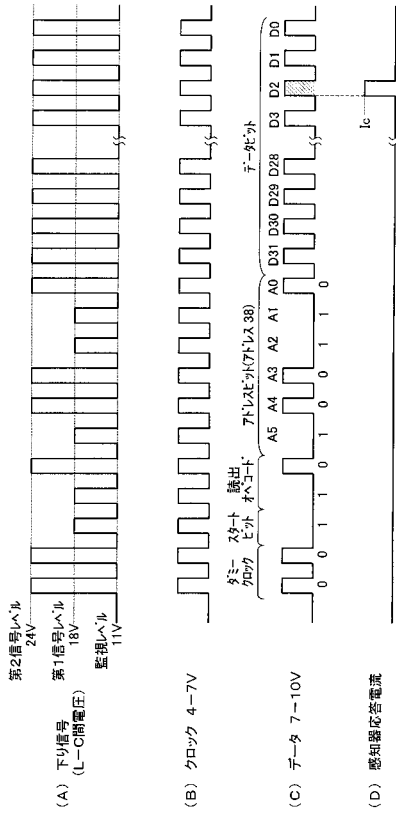 (A) 下り信号
(L－C間電圧)
第2信号レベル
24V
第1信号レベル
18V
監視レベル
11V
(B) クロック 4－7V
(C) データ 7－10V
ダミー
クロック
スタート
ビット
読出
オペコード
アドレスビット(アドレス38)
データビット
A5 A4 A3 A2 A1 A0 D31 D30 D29 D28 D3 D2 D1 D0
0 0 1 1 0 1 0 0 1 1 0
(D) 感知器応答電流
Ic